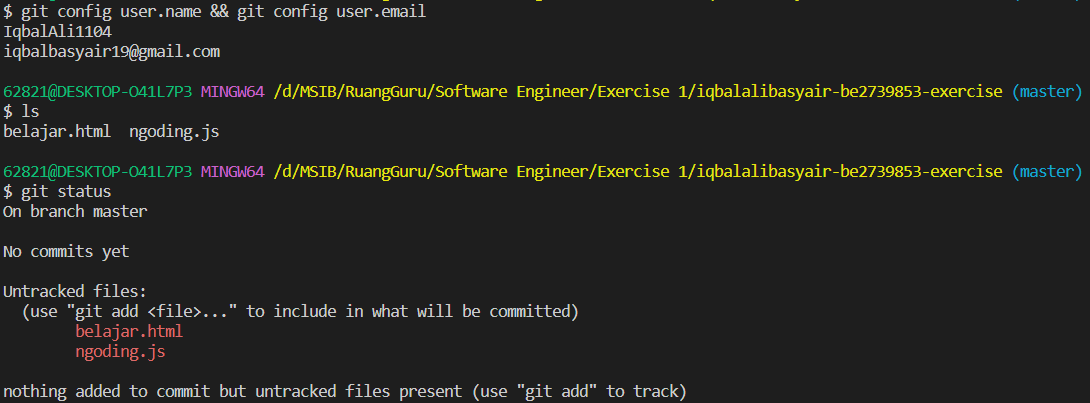 $ git config user.name && git config user.email
IqbalAli1104
iqbalbasyair19@gmail.com
62821@DESKTOP-O41L7P3 MINGW64 /d/MSIB/RuangGuru/Software Engineer/Exercise 1/iqbalalibasyair-be2739853-exercise (master)
$ ls
belajar.html  ngoding.js
62821@DESKTOP-O41L7P3 MINGW64 /d/MSIB/RuangGuru/Software Engineer/Exercise 1/iqbalalibasyair-be2739853-exercise (master)
$ git status
On branch master
No commits yet
Untracked files:
  (use "git add <file>..." to include in what will be committed)
        belajar.html
        ngoding.js
nothing added to commit but untracked files present (use "git add" to track)